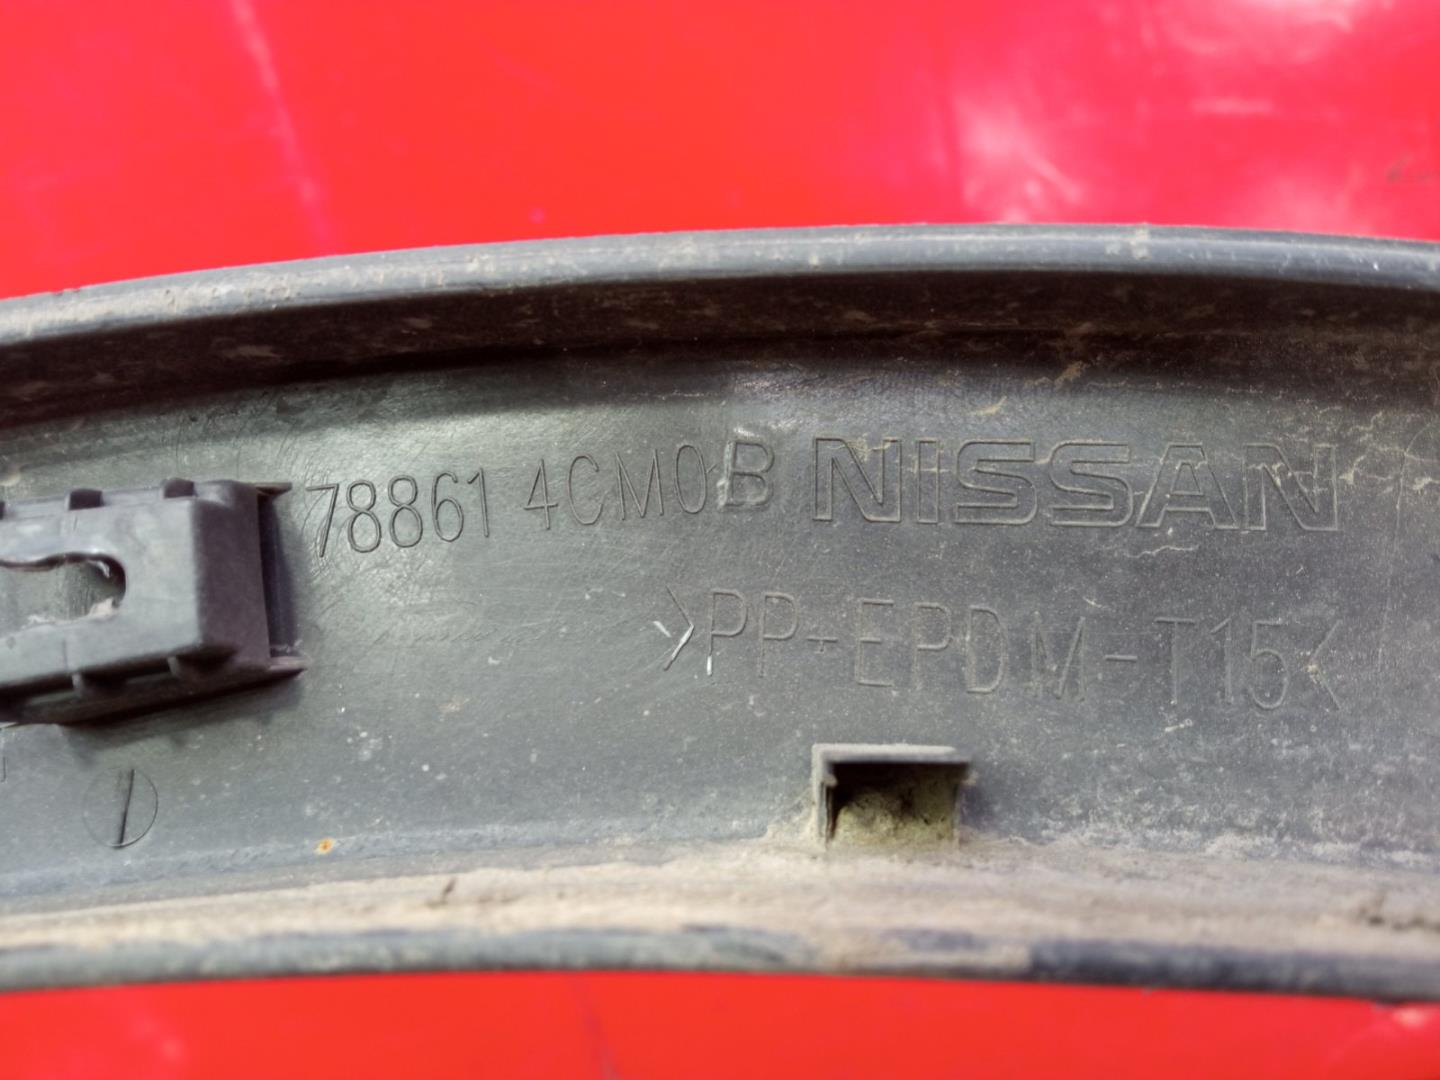 78861 4CM0B NISSAN
>PP+EPDM-T15<